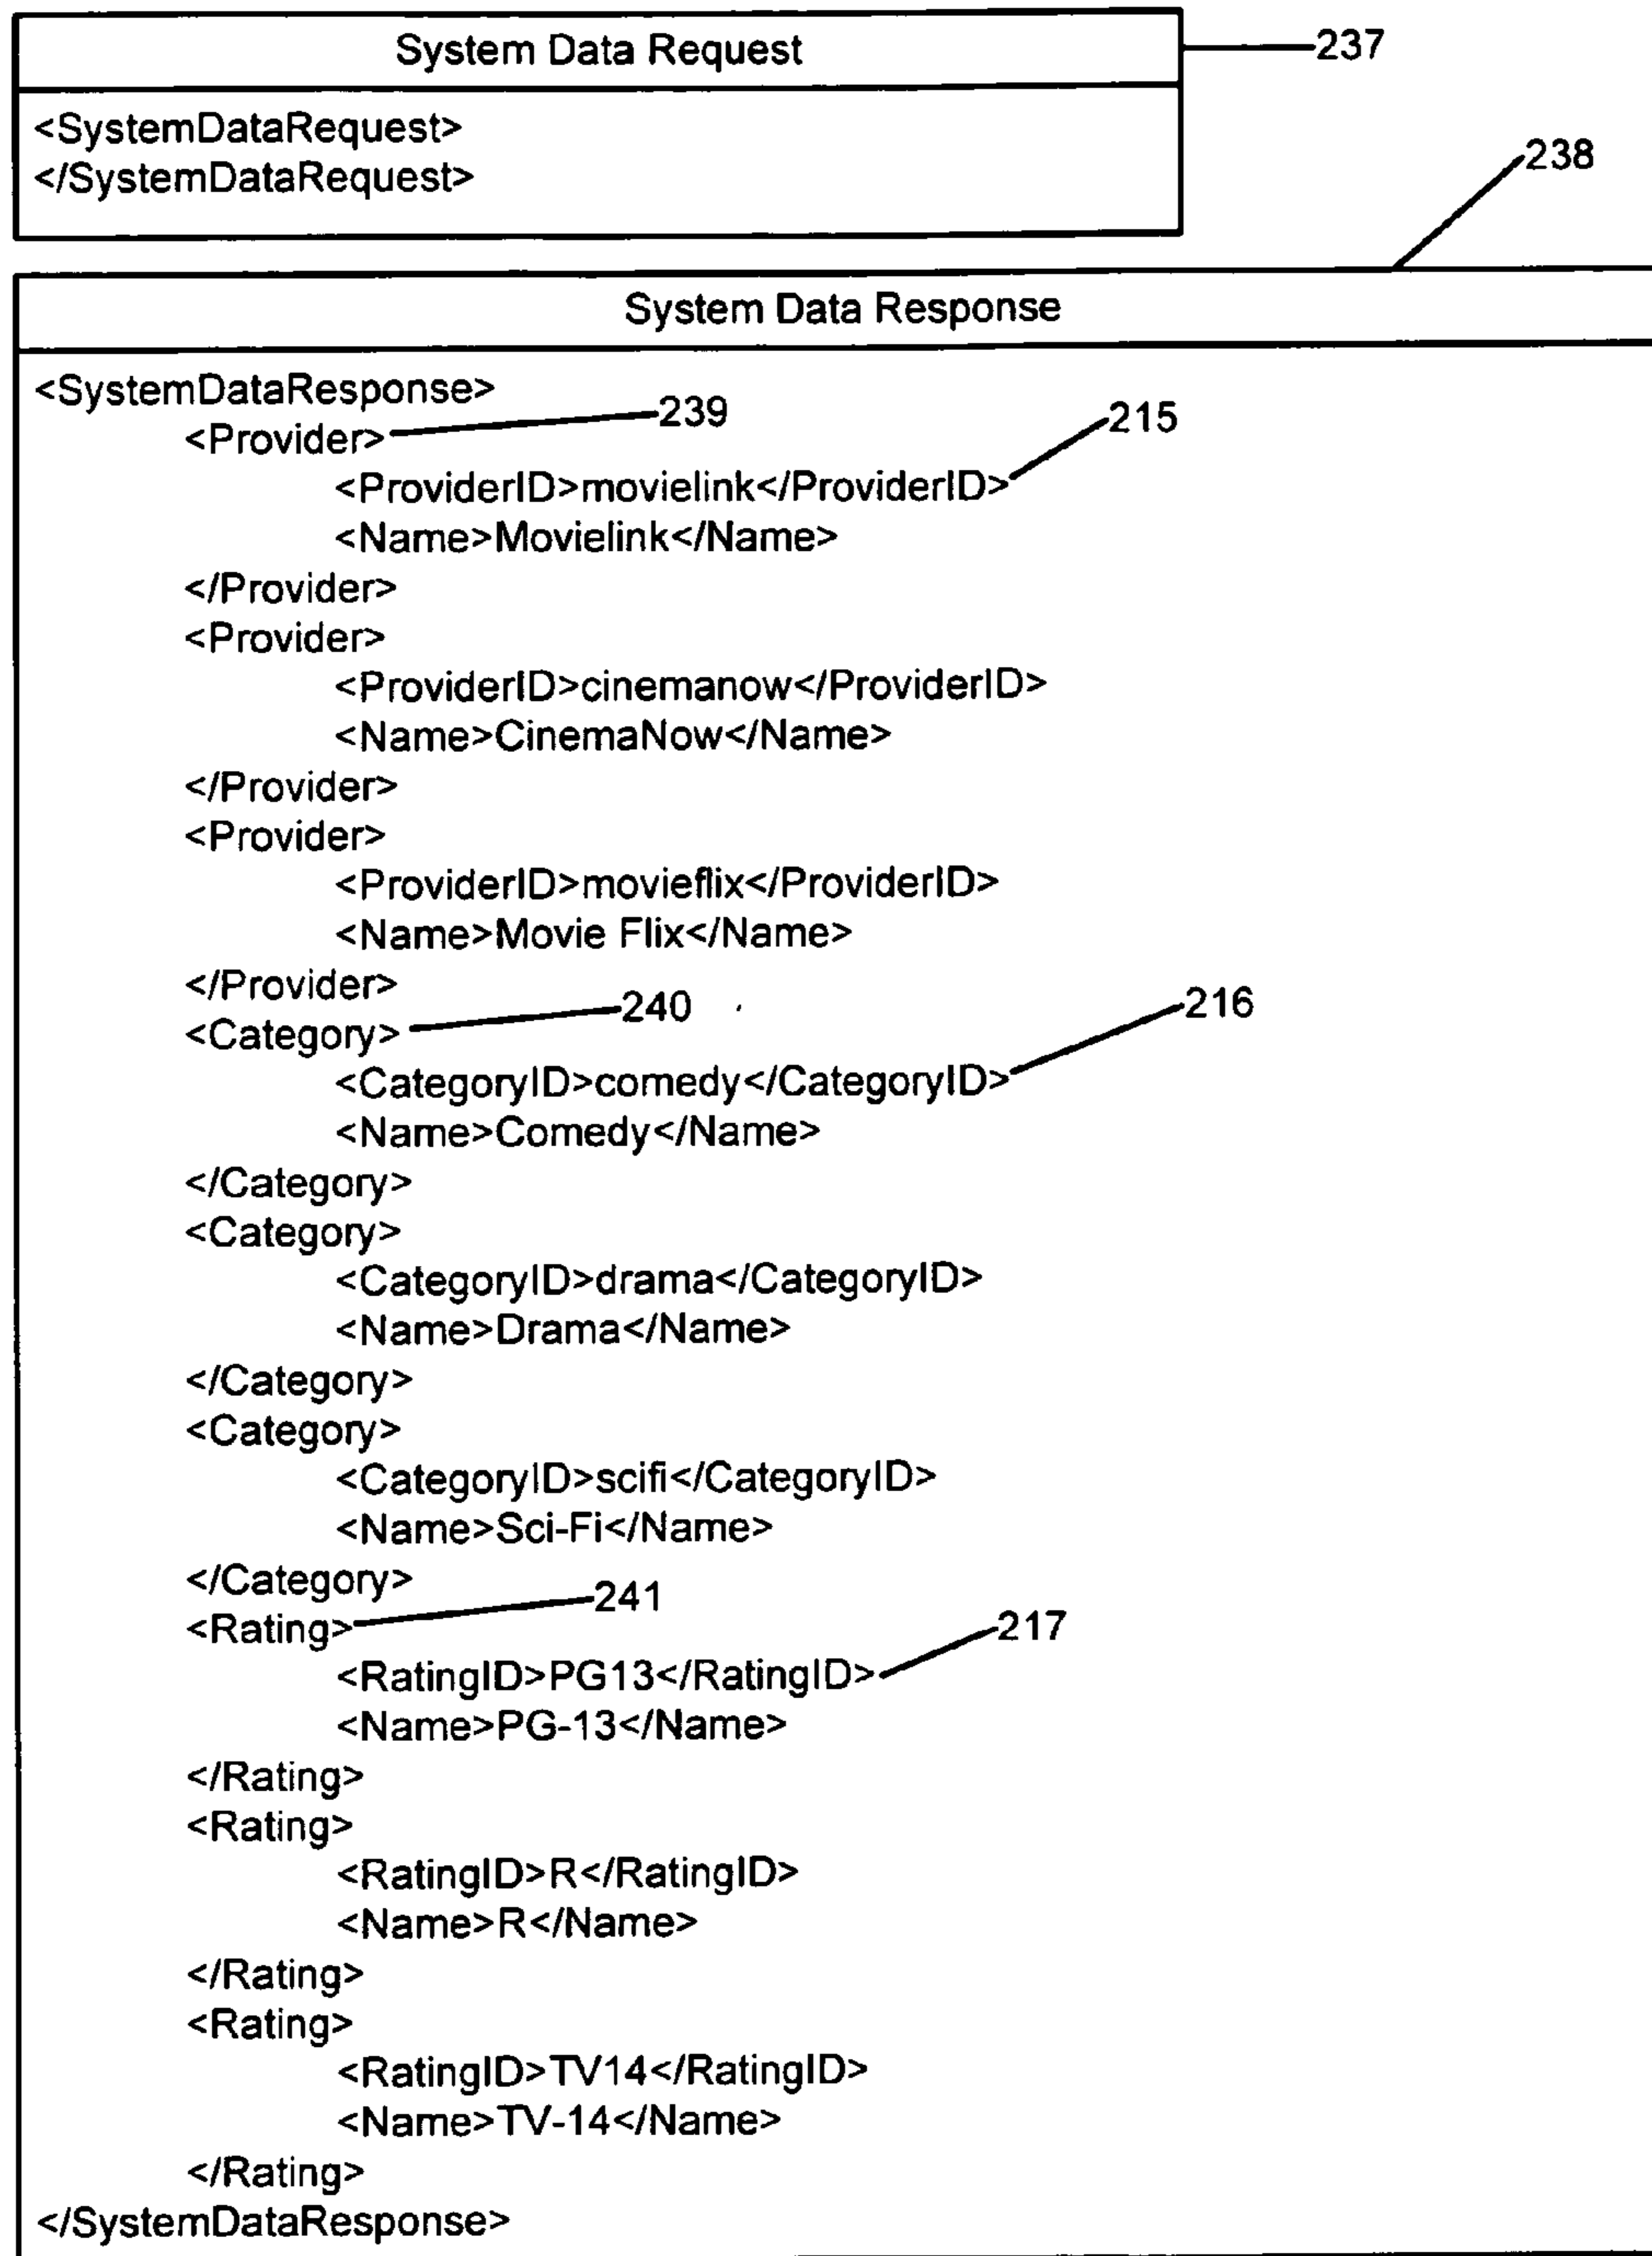 System Data Request
237
<SystemDataRequest>
</SystemDataRequest>
238
System Data Response
<SystemDataResponse>
<Provider> 239
<ProviderID>movielink</ProviderID> 215
<Name>Movielink</Name>
</Provider>
<Provider>
<ProviderID>cinemanow</ProviderID>
<Name>CinemaNow</Name>
</Provider>
<Provider>
<ProviderID>movieflix</ProviderID>
<Name>Movie Flix</Name>
</Provider>
<Category> 240
<CategoryID>comedy</CategoryID> 216
<Name>Comedy</Name>
</Category>
<Category>
<CategoryID>drama</CategoryID>
<Name>Drama</Name>
</Category>
<Category>
<CategoryID>scifi</CategoryID>
<Name>Sci-Fi</Name>
</Category>
<Rating> 241
<RatingID>PG13</RatingID> 217
<Name>PG-13</Name>
</Rating>
<Rating>
<RatingID>R</RatingID>
<Name>R</Name>
</Rating>
<Rating>
<RatingID>TV14</RatingID>
<Name>TV-14</Name>
</Rating>
</SystemDataResponse>